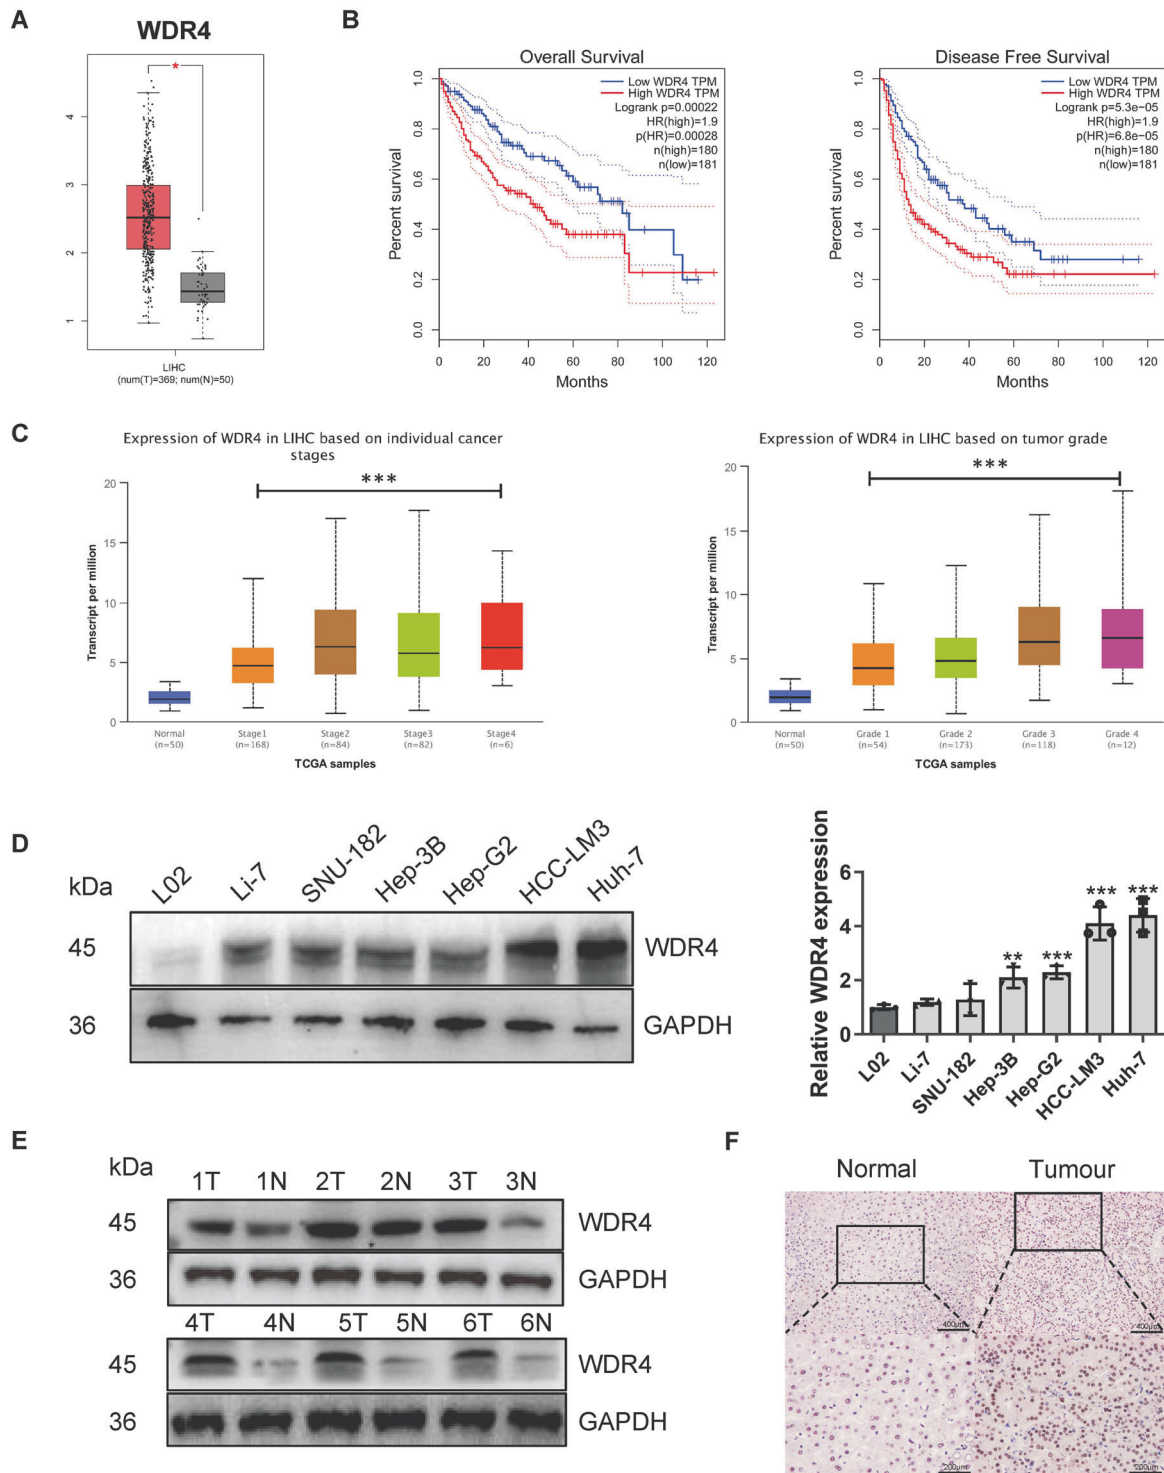 A
WDR4
*
4
3
2
1
LIHC
(num(T)=369; num(N)=50)
B
Overall Survival
Low WDR4 TPM
High WDR4 TPM
Logrank p=0.00022
HR(high)=1.9
p(HR)=0.00028
n(high)=180
n(low)=181
Percent survival
1.0
0.8
0.6
0.4
0.2
0.0
0 20 40 60 80 100 120
Months
Disease Free Survival
Low WDR4 TPM
High WDR4 TPM
Logrank p=5.3e−05
HR(high)=1.9
p(HR)=6.8e−05
n(high)=180
n(low)=181
Percent survival
1.0
0.8
0.6
0.4
0.2
0.0
0 20 40 60 80 100 120
Months
C
Expression of WDR4 in LIHC based on individual cancer
stages
***
Transcript per million
20
15
10
5
0
Normal Stage1 Stage2 Stage3 Stage4
(n=50) (n=168) (n=84) (n=82) (n=6)
TCGA samples
Expression of WDR4 in LIHC based on tumor grade
***
Transcript per million
20
15
10
5
0
Normal Grade 1 Grade 2 Grade 3 Grade 4
(n=50) (n=54) (n=173) (n=118) (n=12)
TCGA samples
D
kDa
L02 Li-7 SNU-182 Hep-3B Hep-G2 HCC-LM3 Huh-7
45 WDR4
36 GAPDH
Relative WDR4 expression
6
4
2
0
** *** *** ***
L02 Li-7 SNU-182 Hep-3B Hep-G2 HCC-LM3 Huh-7
E
kDa
1T 1N 2T 2N 3T 3N
45 WDR4
36 GAPDH
4T 4N 5T 5N 6T 6N
45 WDR4
36 GAPDH
F
Normal Tumour
400μm 400μm
200μm 200μm